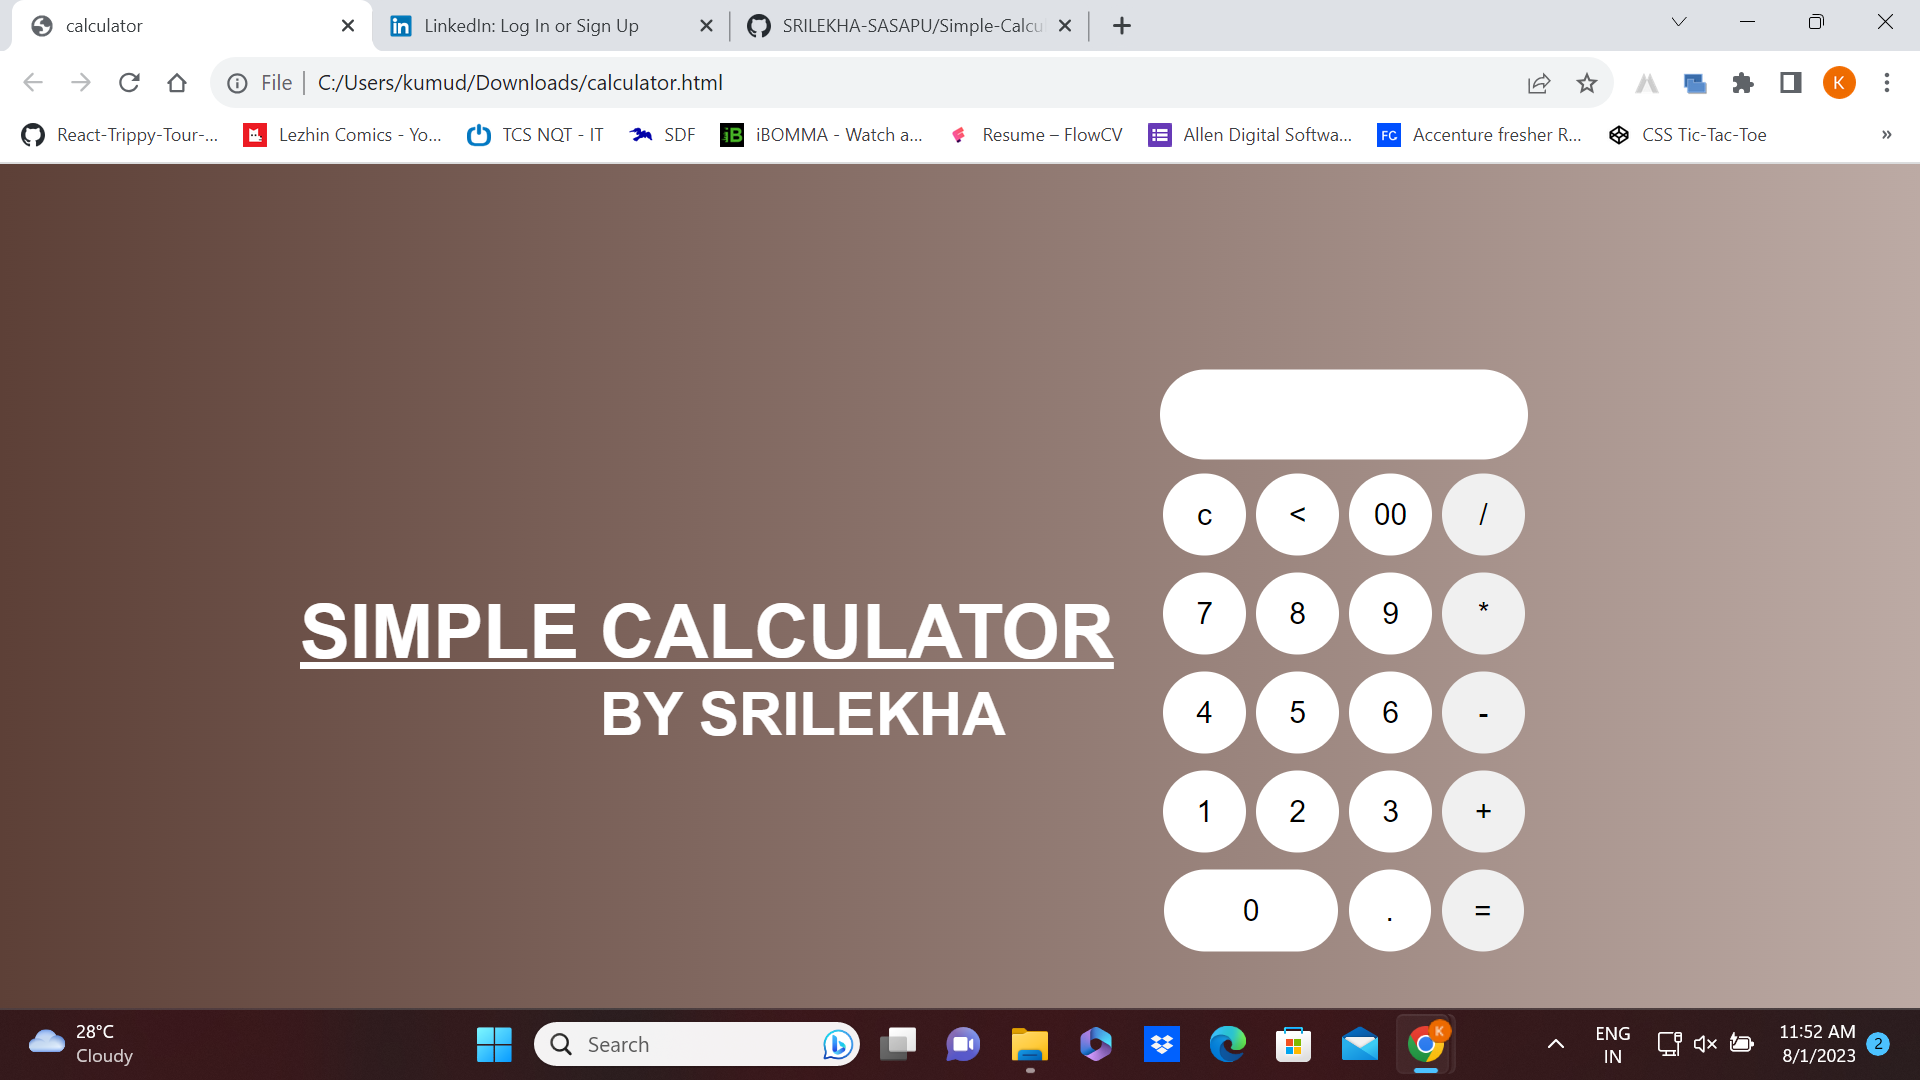 calculator
LinkedIn: Log In or Sign Up
SRILEKHA-SASAPU/Simple-Calcu
File
C:/Users/kumud/Downloads/calculator.html
K
React-Trippy-Tour-...
Lezhin Comics - Yo...
TCS NQT - IT
SDF
iB
iBOMMA - Watch a...
Resume – FlowCV
Allen Digital Softwa...
FC
Accenture fresher R...
CSS Tic-Tac-Toe
»
SIMPLE CALCULATOR
BY SRILEKHA
c < 00 /
7 8 9 *
4 5 6 -
1 2 3 +
0 . =
28°C
Cloudy
Search
K
ENG
IN
11:52 AM
8/1/2023
2